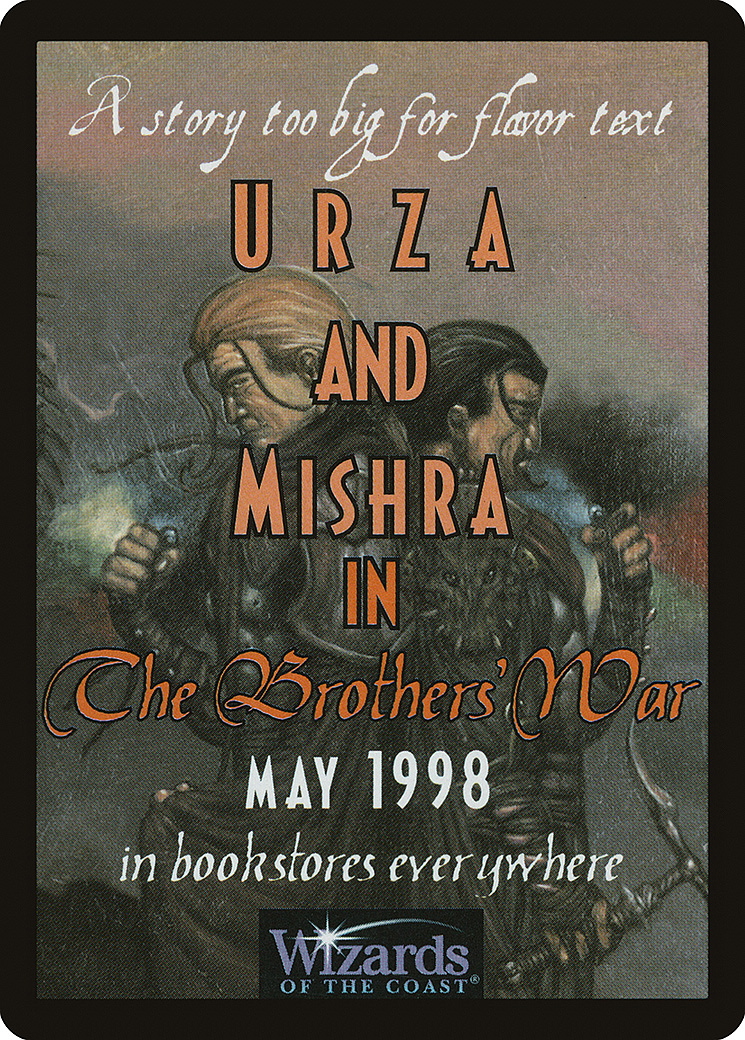 A story too big for flavor text
URZA
AND
MISHRA
IN
The Brothers' War
MAY 1998
in bookstores everywhere
Wizards
OF THE COAST®